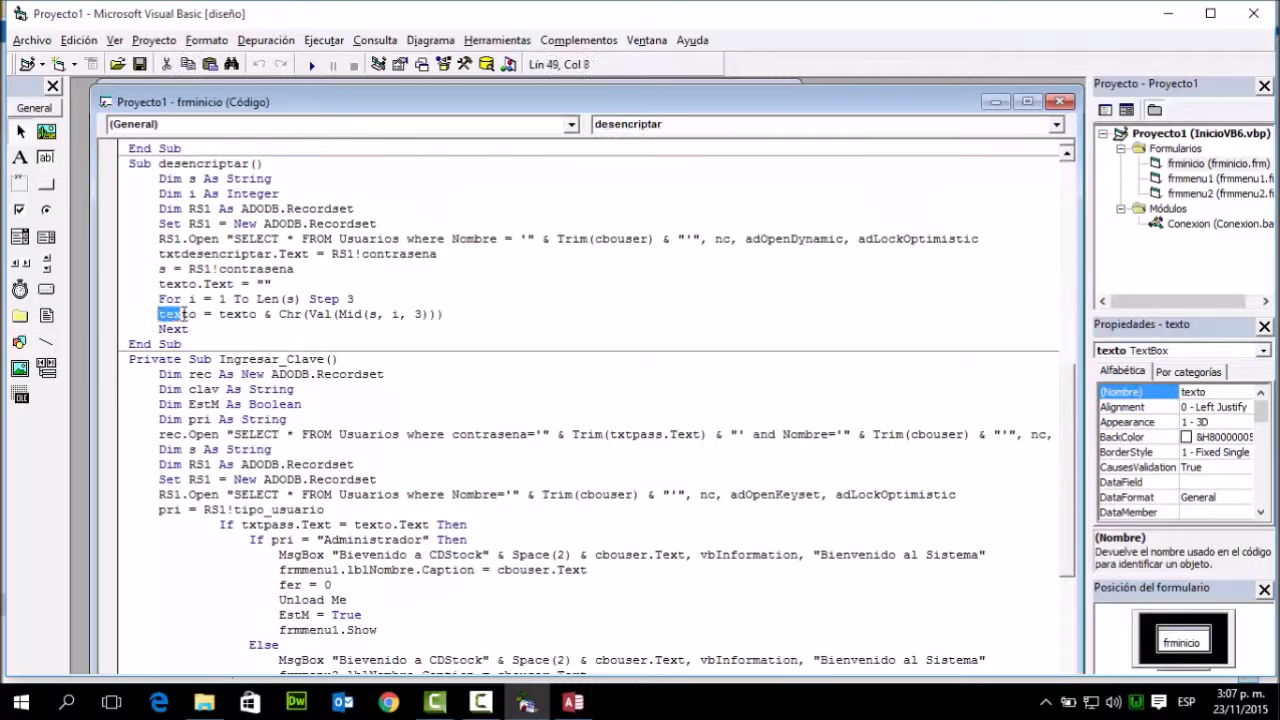 Proyecto1 - Microsoft Visual Basic [diseño]
Archivo Edición Ver Proyecto Formato Depuración Ejecutar Consulta Diagrama Herramientas Complementos Ventana Ayuda
Lín 49, Col 8
General
Proyecto1 - frminicio (Código)
(General) desencriptar
End Sub
Sub desencriptar()
Dim s As String
Dim i As Integer
Dim RS1 As ADODB.Recordset
Set RS1 = New ADODB.Recordset
RS1.Open "SELECT * FROM Usuarios where Nombre = '" & Trim(cbouser) & "'", nc, adOpenDynamic, adLockOptimistic
txtdesencriptar.Text = RS1!contrasena
s = RS1!contrasena
texto.Text = ""
For i = 1 To Len(s) Step 3
texto = texto & Chr(Val(Mid(s, i, 3)))
Next
End Sub
Private Sub Ingresar_Clave()
Dim rec As New ADODB.Recordset
Dim clav As String
Dim EstM As Boolean
Dim pri As String
rec.Open "SELECT * FROM Usuarios where contrasena='" & Trim(txtpass.Text) & "' and Nombre='" & Trim(cbouser) & "'", nc,
Dim s As String
Dim RS1 As ADODB.Recordset
Set RS1 = New ADODB.Recordset
RS1.Open "SELECT * FROM Usuarios where Nombre='" & Trim(cbouser) & "'", nc, adOpenKeyset, adLockOptimistic
pri = RS1!tipo_usuario
If txtpass.Text = texto.Text Then
If pri = "Administrador" Then
MsgBox "Bievenido a CDStock" & Space(2) & cbouser.Text, vbInformation, "Bienvenido al Sistema"
frmmenu1.lblNombre.Caption = cbouser.Text
fer = 0
Unload Me
EstM = True
frmmenu1.Show
Else
MsgBox "Bievenido a CDStock" & Space(2) & cbouser.Text, vbInformation, "Bienvenido al Sistema"
Proyecto - Proyecto1
Proyecto1 (InicioVB6.vbp)
Formularios
frminicio (frminicio.frm)
frmmenu1 (frmmenu1.fr
frmmenu2 (frmmenu2.fr
Módulos
Conexion (Conexion.ba
Propiedades - texto
texto TextBox
Alfabética Por categorías
(Nombre) texto
Alignment 0 - Left Justify
Appearance 1 - 3D
BackColor &H80000005
BorderStyle 1 - Fixed Single
CausesValidation True
DataField
DataFormat General
DataMember
(Nombre)
Devuelve el nombre usado en el código
para identificar un objeto.
Posición del formulario
frminicio
ESP
3:07 p. m.
23/11/2015